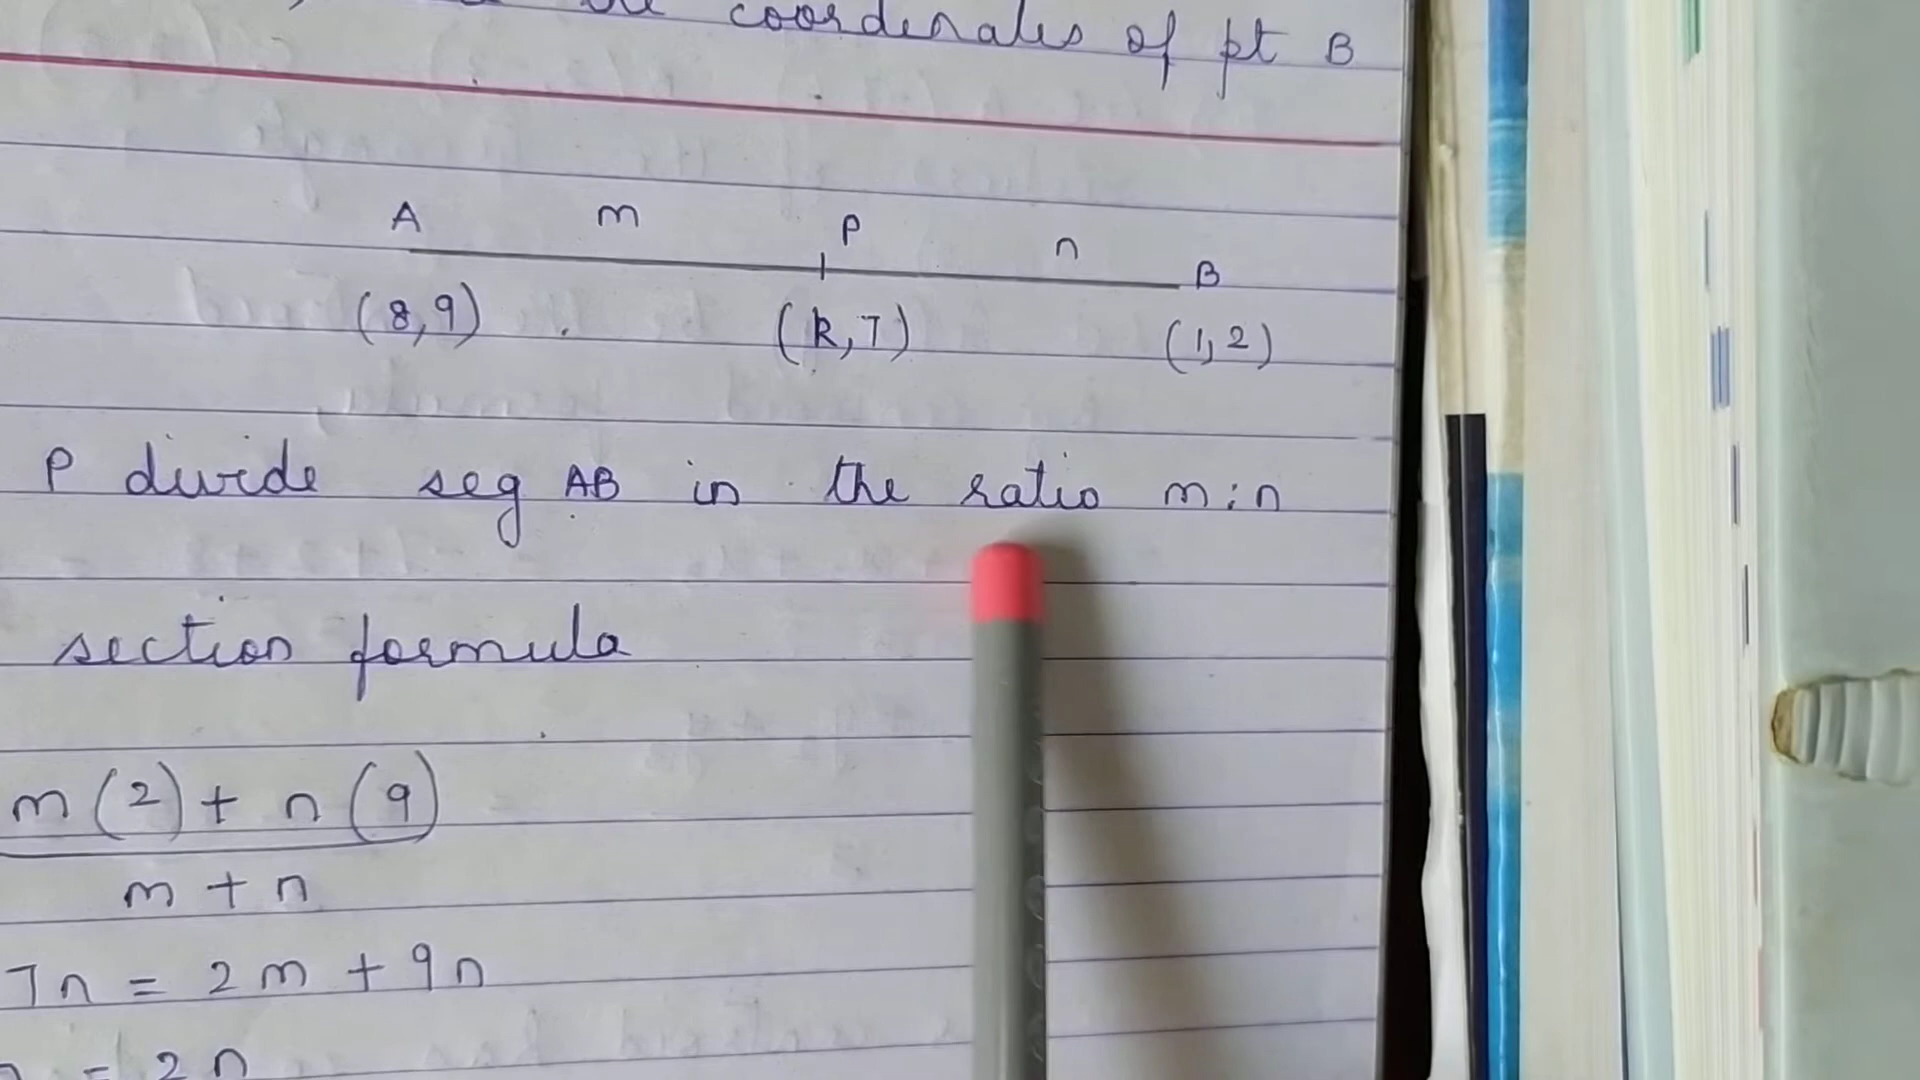 coordinates of pt B
A m P n B
(8,9) (k,7) (1,2)
P divide seg AB in the ratio m:n
section formula
m(2) + n(9)
m + n
7n = 2m + 9n
= 2n